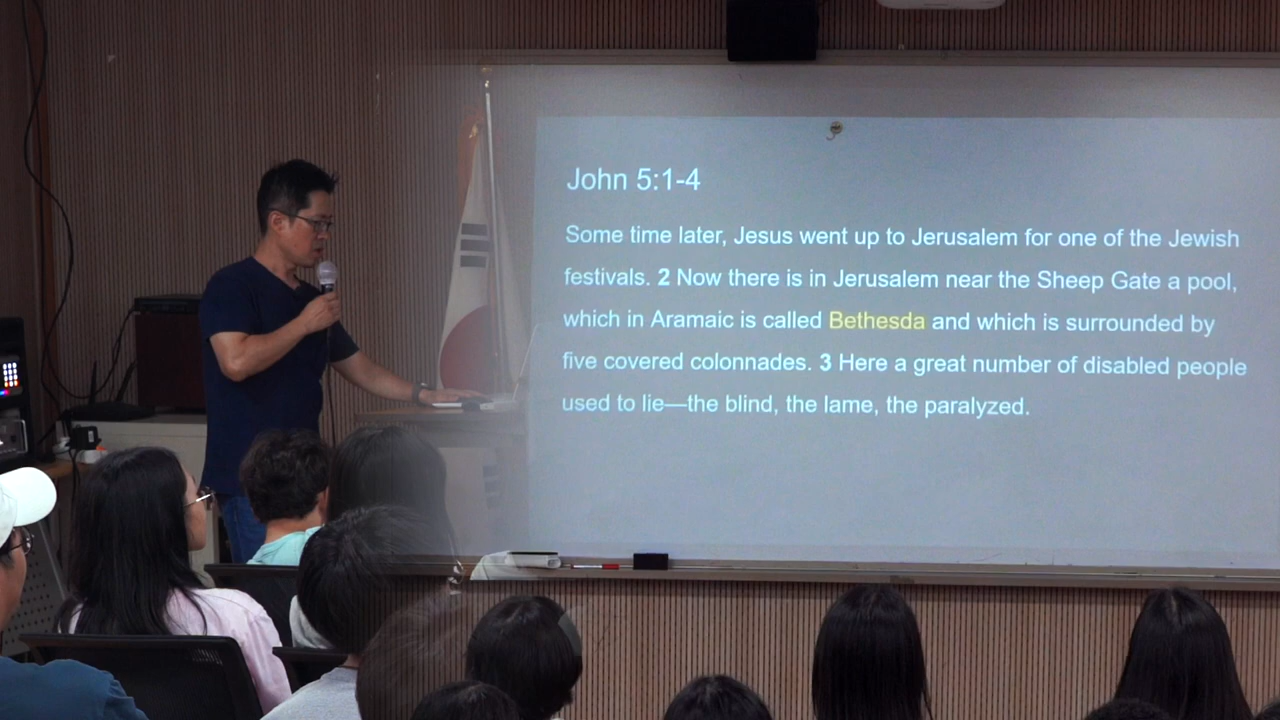 John 5:1-4
Some time later, Jesus went up to Jerusalem for one of the Jewish
festivals. 2 Now there is in Jerusalem near the Sheep Gate a pool,
which in Aramaic is called Bethesda and which is surrounded by
five covered colonnades. 3 Here a great number of disabled people
used to lie—the blind, the lame, the paralyzed.